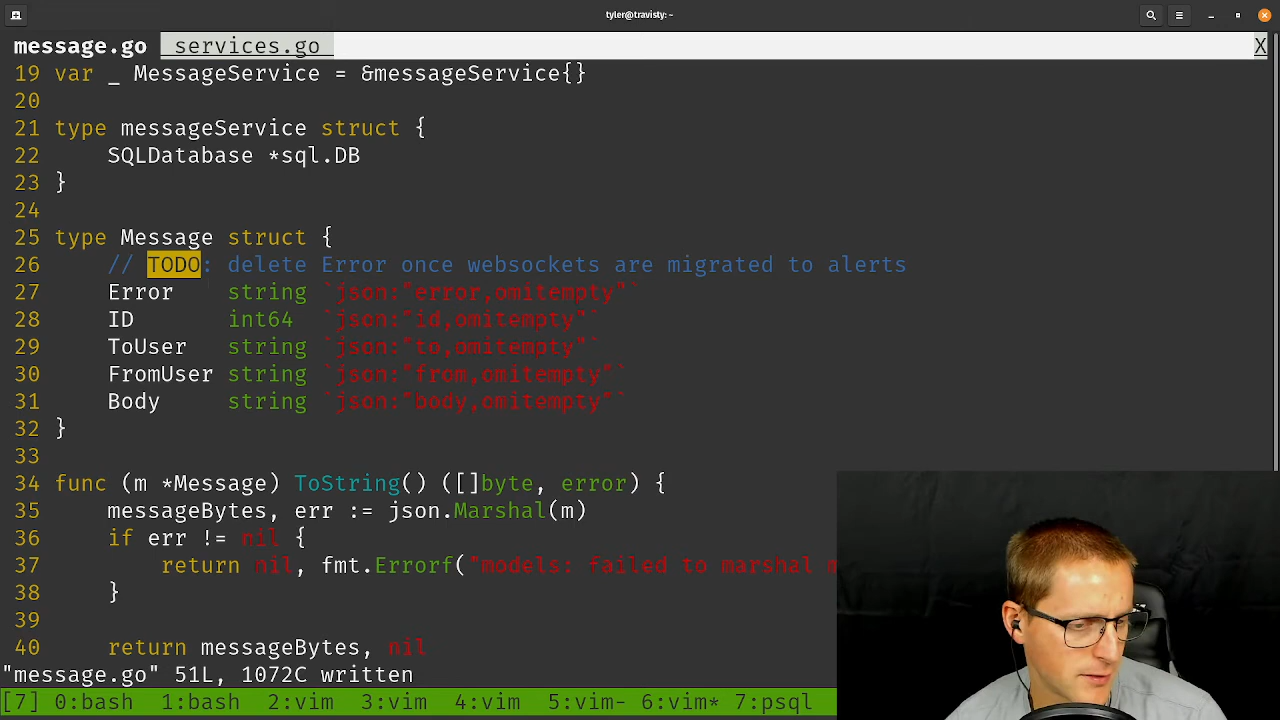 tyler@travisty: ~
message.go services.go X
19 var _ MessageService = &messageService{}
20
21 type messageService struct {
22 SQLDatabase *sql.DB
23 }
24
25 type Message struct {
26 // TODO: delete Error once websockets are migrated to alerts
27 Error string `json:"error,omitempty"`
28 ID int64 `json:"id,omitempty"`
29 ToUser string `json:"to,omitempty"`
30 FromUser string `json:"from,omitempty"`
31 Body string `json:"body,omitempty"`
32 }
33
34 func (m *Message) ToString() ([]byte, error) {
35 messageBytes, err := json.Marshal(m)
36 if err != nil {
37 return nil, fmt.Errorf("models: failed to marshal m
38 }
39
40 return messageBytes, nil
"message.go" 51L, 1072C written
[7] 0:bash 1:bash 2:vim 3:vim 4:vim 5:vim- 6:vim* 7:psql